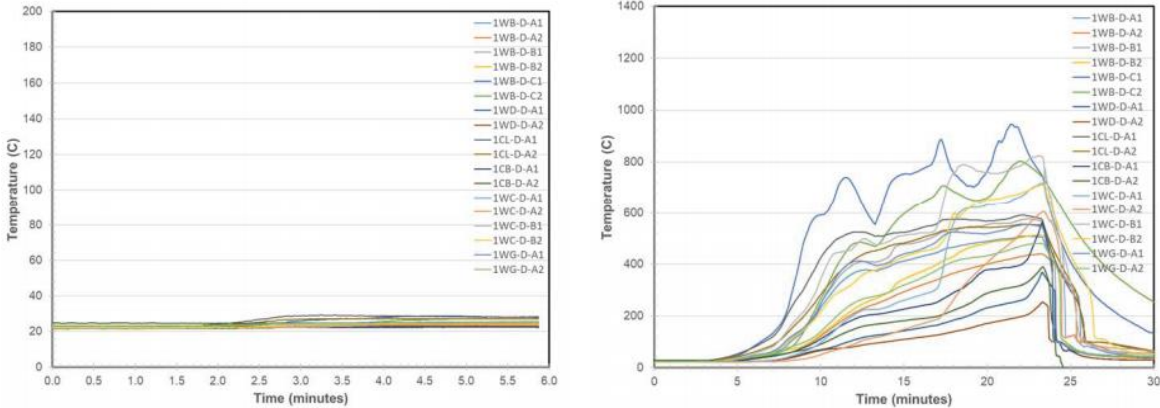 200
180
160
140
120
100
80
60
40
20
0
Temperature (C)
0.0 0.5 1.0 1.5 2.0 2.5 3.0 3.5 4.0 4.5 5.0 5.5 6.0
Time (minutes)
1WB-D-A1
1WB-D-A2
1WB-D-B1
1WB-D-B2
1WB-D-C1
1WB-D-C2
1WD-D-A1
1WD-D-A2
1CL-D-A1
1CL-D-A2
1CB-D-A1
1CB-D-A2
1WC-D-A1
1WC-D-A2
1WC-D-B1
1WC-D-B2
1WG-D-A1
1WG-D-A2
1400
1200
1000
800
600
400
200
0
Temperature (C)
0 5 10 15 20 25 30
Time (minutes)
1WB-D-A1
1WB-D-A2
1WB-D-B1
1WB-D-B2
1WB-D-C1
1WB-D-C2
1WD-D-A1
1WD-D-A2
1CL-D-A1
1CL-D-A2
1CB-D-A1
1CB-D-A2
1WC-D-A1
1WC-D-A2
1WC-D-B1
1WC-D-B2
1WG-D-A1
1WG-D-A2